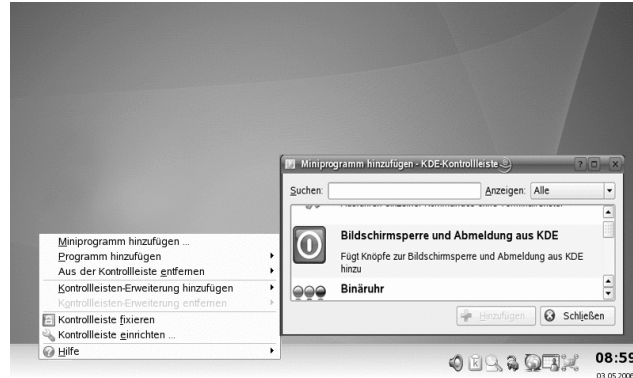 Miniprogramm hinzufügen - KDE-Kontrollleiste
Suchen:
Anzeigen: Alle
Bildschirmsperre und Abmeldung aus KDE
Fügt Knöpfe zur Bildschirmsperre und Abmeldung aus KDE
hinzu
Binäruhr
Hinzufügen
Schließen
Miniprogramm hinzufügen ...
Programm hinzufügen
Aus der Kontrollleiste entfernen
Kontrollleisten-Erweiterung hinzufügen
Kontrollleisten-Erweiterung entfernen
Kontrollleiste fixieren
Kontrollleiste einrichten ...
Hilfe
08:59
03.05.2006